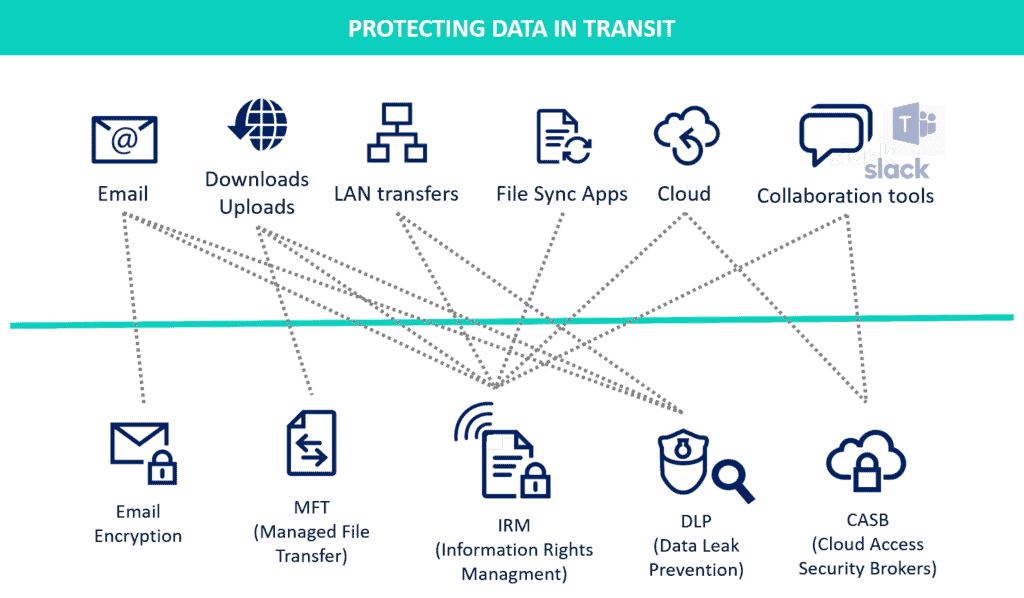 PROTECTING DATA IN TRANSIT
@
T
slack
Email
Downloads
Uploads
LAN transfers
File Sync Apps
Cloud
Collaboration tools
Email
Encryption
MFT
(Managed File
Transfer)
IRM
(Information Rights
Managment)
DLP
(Data Leak
Prevention)
CASB
(Cloud Access
Security Brokers)